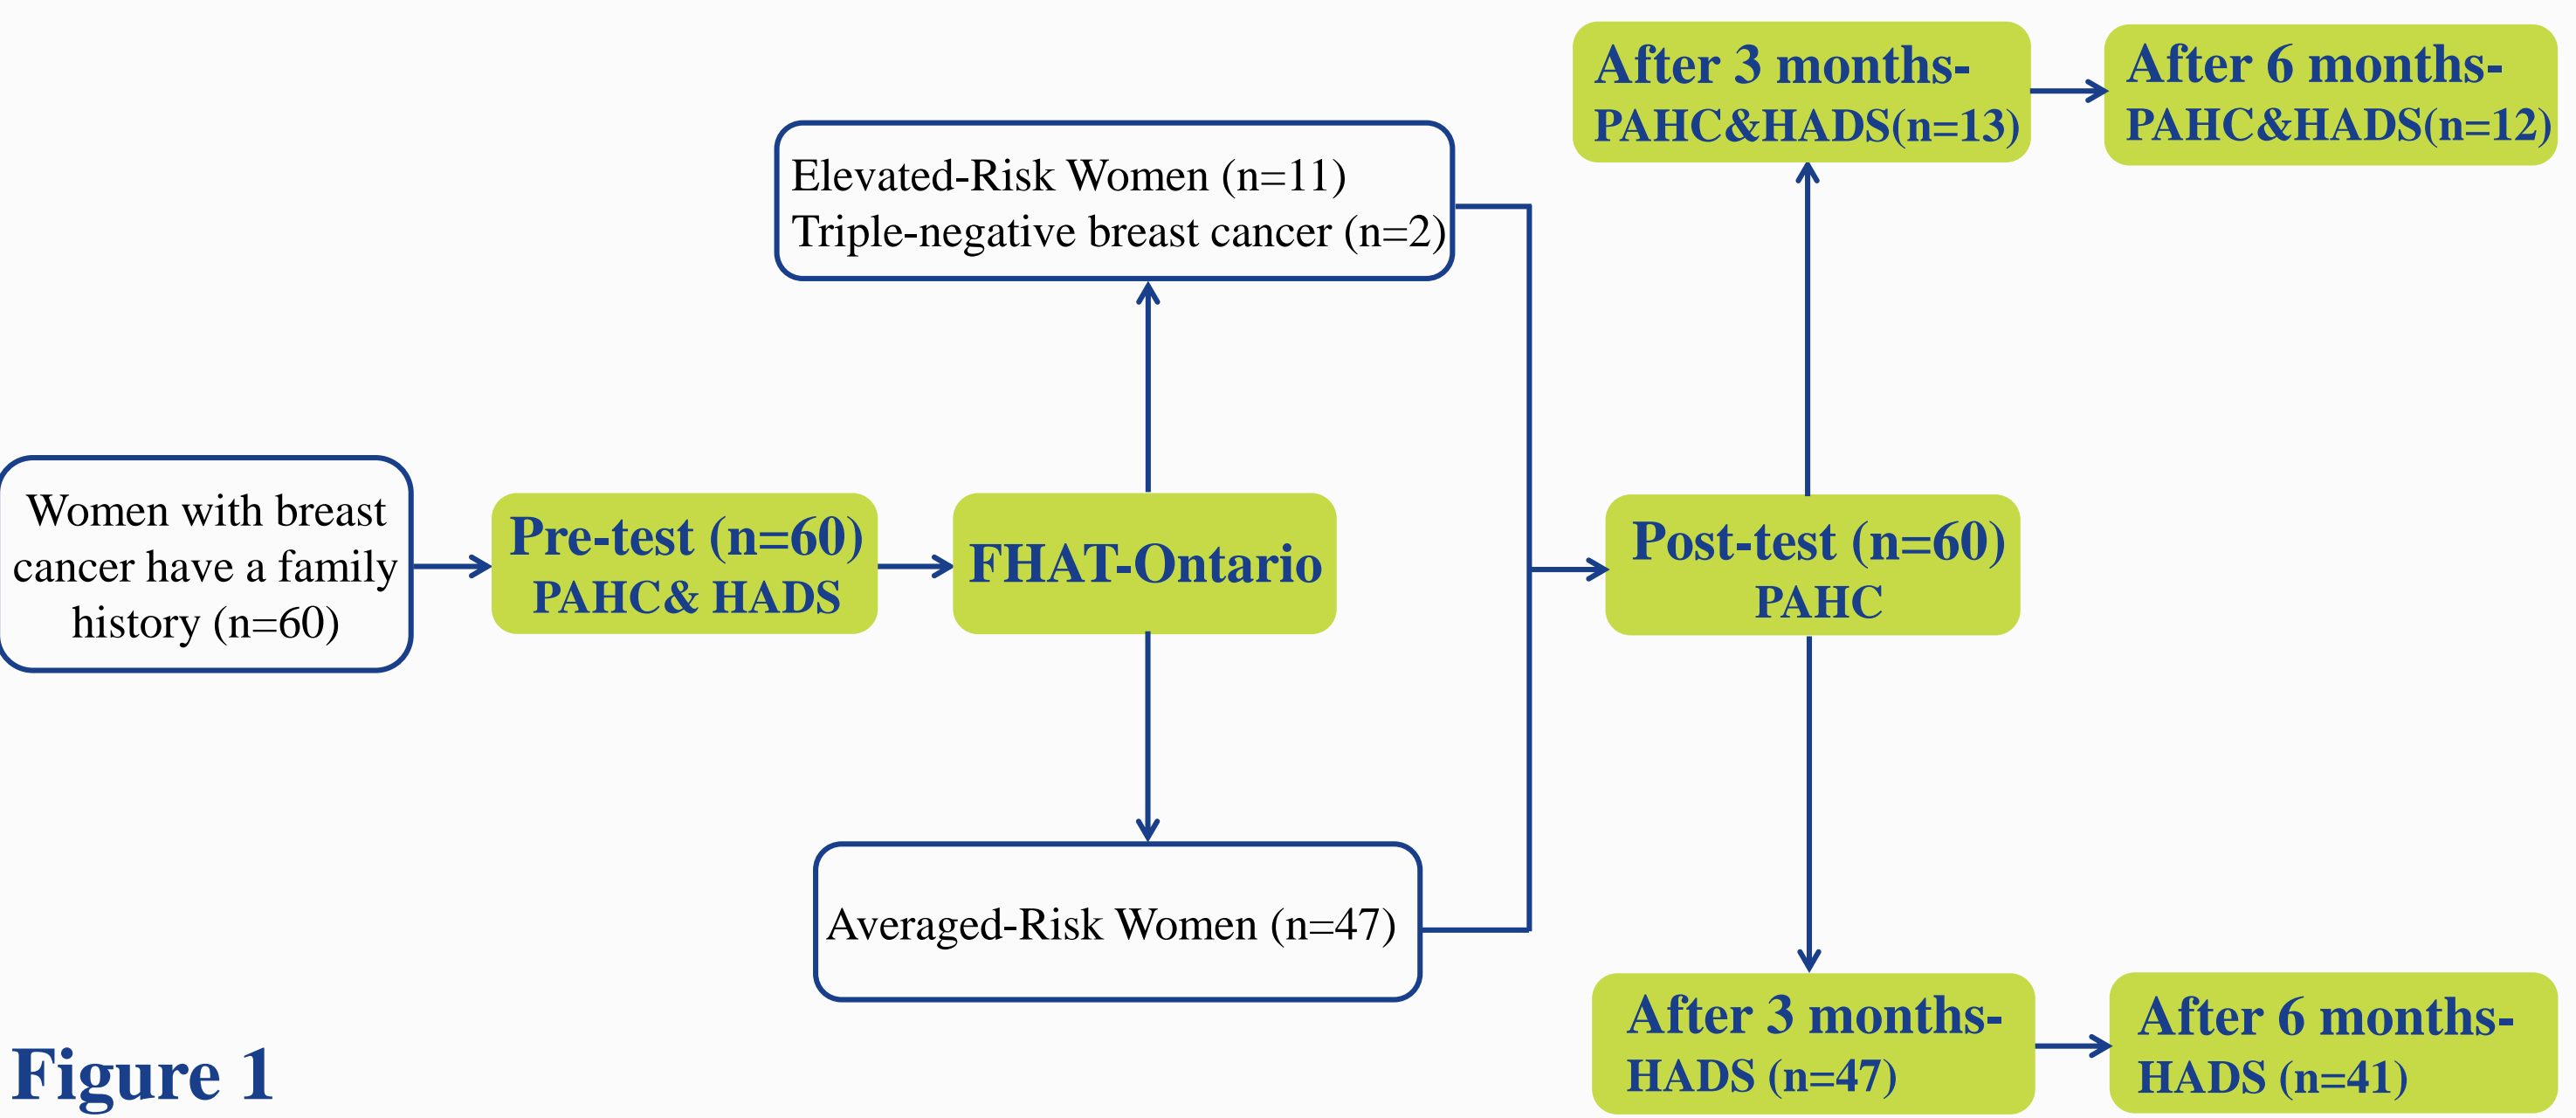 Women with breast
cancer have a family
history (n=60)
Pre-test (n=60)
PAHC& HADS
FHAT-Ontario
Elevated-Risk Women (n=11)
Triple-negative breast cancer (n=2)
Averaged-Risk Women (n=47)
Post-test (n=60)
PAHC
After 3 months-
PAHC&HADS(n=13)
After 6 months-
PAHC&HADS(n=12)
After 3 months-
HADS (n=47)
After 6 months-
HADS (n=41)
Figure 1